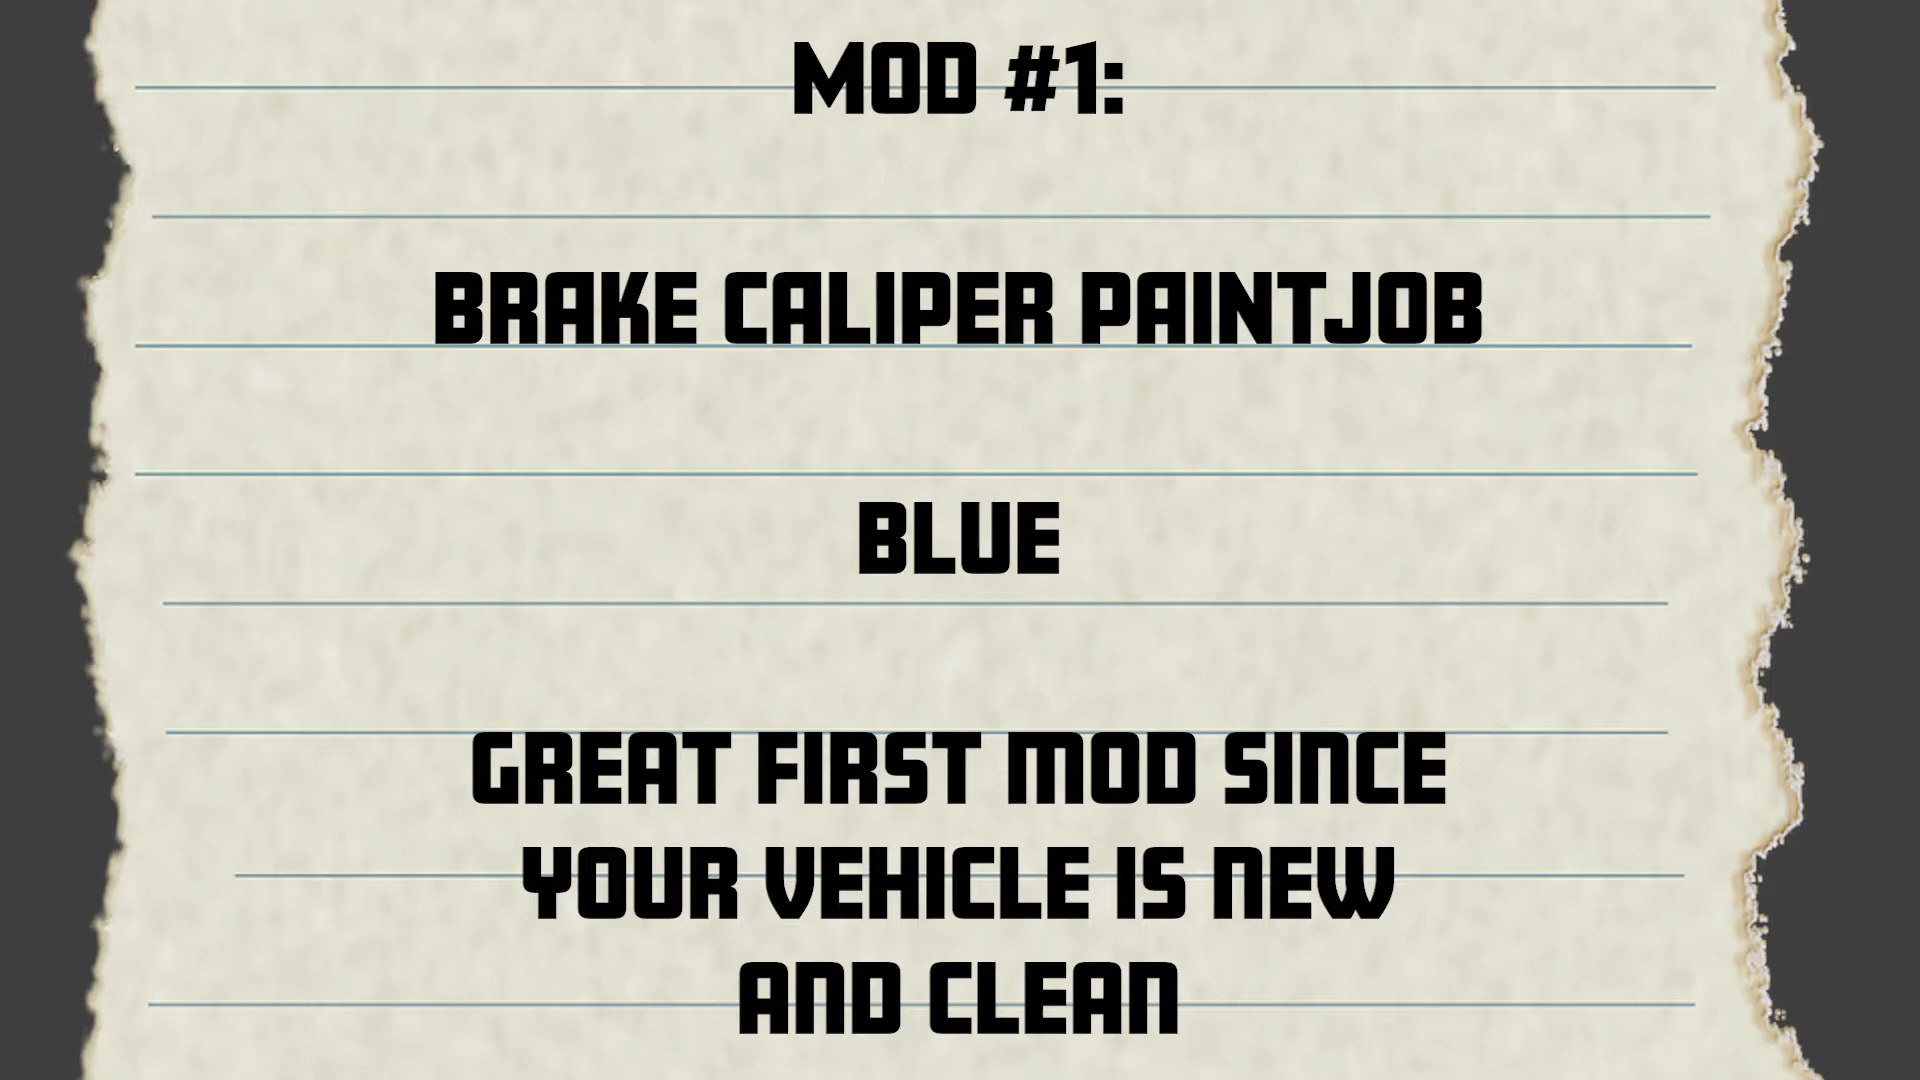 MOD #1:
BRAKE CALIPER PAINTJOB
BLUE
GREAT FIRST MOD SINCE
YOUR VEHICLE IS NEW
AND CLEAN